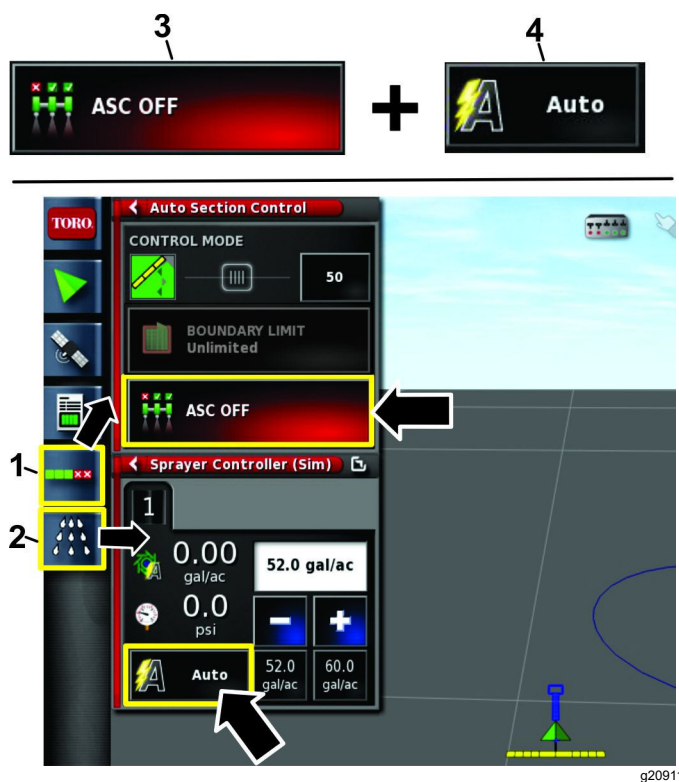 3
4
ASC OFF
+
A Auto
TORO.
Auto Section Control
CONTROL MODE
50
BOUNDARY LIMIT
Unlimited
ASC OFF
1
Sprayer Controller (Sim)
2
1
0.00
gal/ac
52.0 gal/ac
0.0
psi
- +
A Auto
52.0
gal/ac
60.0
gal/ac